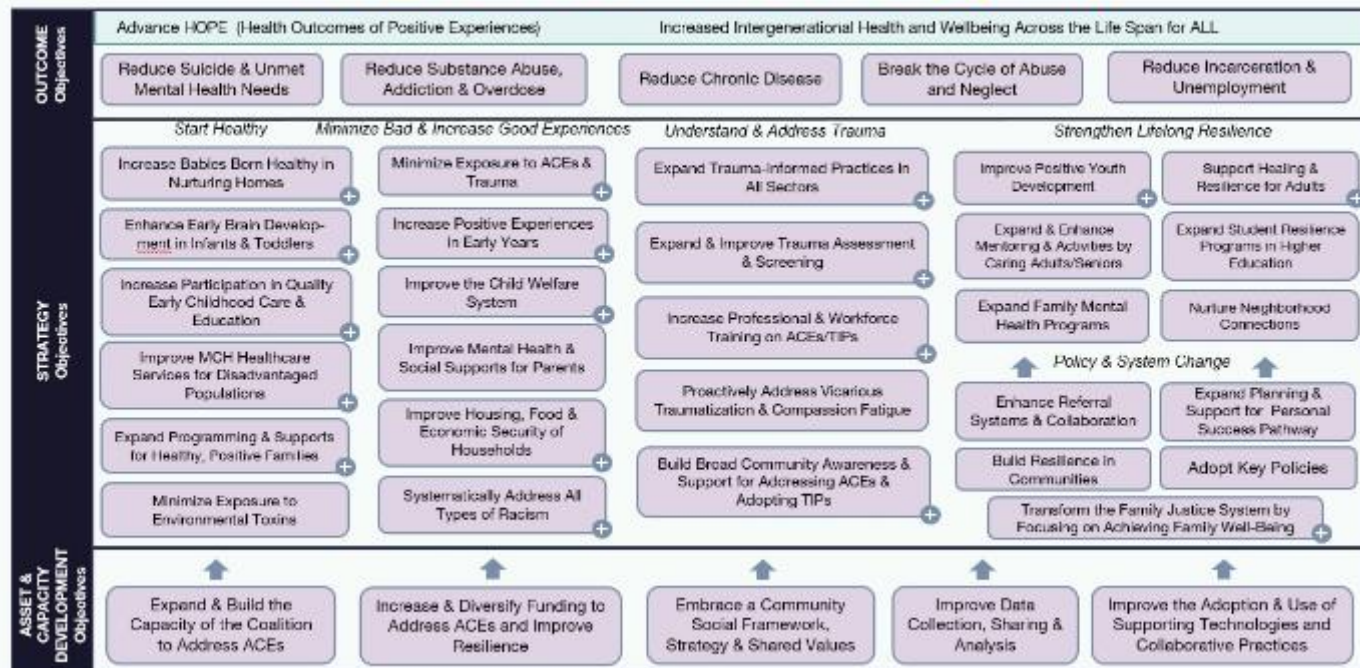 OUTCOME
Objectives
Advance HOPE (Health Outcomes of Positive Experiences)
Increased Intergenerational Health and Wellbeing Across the Life Span for ALL
Reduce Suicide & Unmet
Mental Health Needs
Reduce Substance Abuse,
Addiction & Overdose
Reduce Chronic Disease
Break the Cycle of Abuse
and Neglect
Reduce Incarceration &
Unemployment
STRATEGY
Objectives
Start Healthy
Increase Babies Born Healthy in
Nurturing Homes
Enhance Early Brain Develop-
ment in Infants & Toddlers
Increase Participation in Quality
Early Childhood Care &
Education
Improve MCH Healthcare
Services for Disadvantaged
Populations
Expand Programming & Supports
for Healthy, Positive Families
Minimize Exposure to
Environmental Toxins
Minimize Bad & Increase Good Experiences
Minimize Exposure to ACEs &
Trauma
Increase Positive Experiences
in Early Years
Improve the Child Welfare
System
Improve Mental Health &
Social Supports for Parents
Improve Housing, Food &
Economic Security of
Households
Systematically Address All
Types of Racism
Understand & Address Trauma
Expand Trauma-Informed Practices in
All Sectors
Expand & Improve Trauma Assessment
& Screening
Increase Professional & Workforce
Training on ACEs/TIPs
Proactively Address Vicarious
Traumatization & Compassion Fatigue
Build Broad Community Awareness &
Support for Addressing ACEs &
Adopting TIPs
Strengthen Lifelong Resilience
Improve Positive Youth
Development
Support Healing &
Resilience for Adults
Expand & Enhance
Mentoring & Activities by
Caring Adults/Seniors
Expand Student Resilience
Programs in Higher
Education
Expand Family Mental
Health Programs
Nurture Neighborhood
Connections
Policy & System Change
Enhance Referral
Systems & Collaboration
Expand Planning &
Support for Personal
Success Pathway
Build Resilience in
Communities
Adopt Key Policies
Transform the Family Justice System by
Focusing on Achieving Family Well-Being
ASSET &
CAPACITY
DEVELOPMENT
Objectives
Expand & Build the
Capacity of the Coalition
to Address ACEs
Increase & Diversify Funding to
Address ACEs and Improve
Resilience
Embrace a Community
Social Framework,
Strategy & Shared Values
Improve Data
Collection, Sharing &
Analysis
Improve the Adoption & Use of
Supporting Technologies and
Collaborative Practices